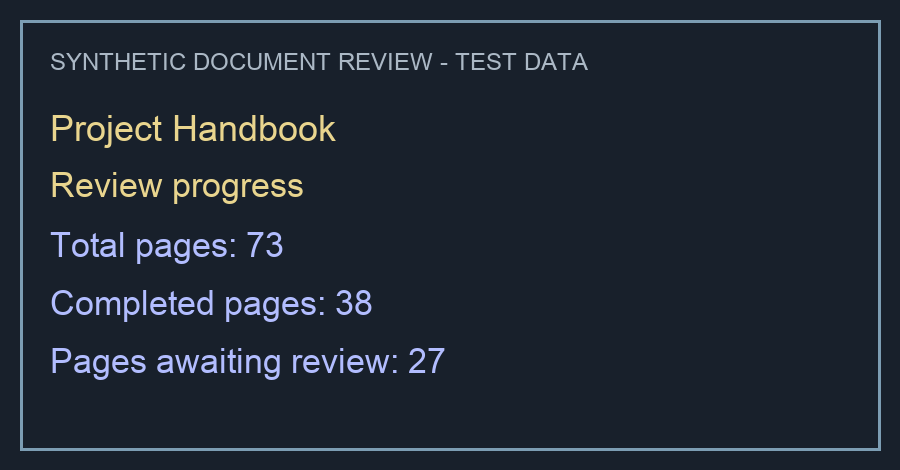 SYNTHETIC DOCUMENT REVIEW - TEST DATA
Project Handbook
Review progress
Total pages: 73
Completed pages: 38
Pages awaiting review: 27